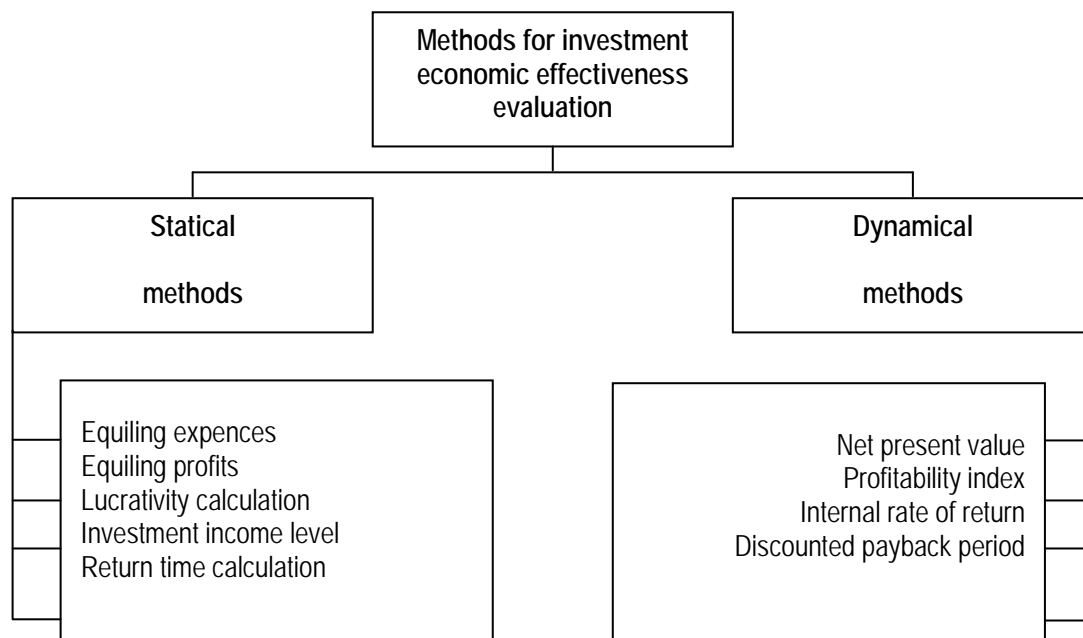 Methods for investment
economic effectiveness
evaluation
Statical
methods
Dynamical
methods
Equiling expences
Equiling profits
Lucrativity calculation
Investment income level
Return time calculation
Net present value
Profitability index
Internal rate of return
Discounted payback period